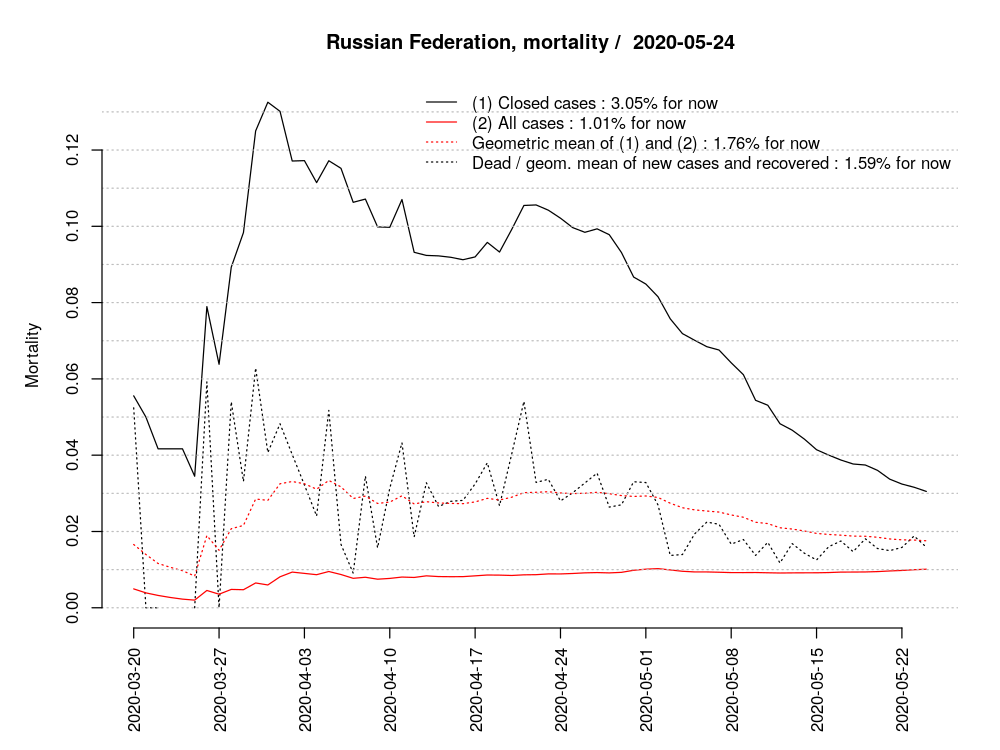 Russian Federation, mortality /  2020-05-24
(1) Closed cases : 3.05% for now
(2) All cases : 1.01% for now
Geometric mean of (1) and (2) : 1.76% for now
Dead / geom. mean of new cases and recovered : 1.59% for now
Mortality
0.12
0.10
0.08
0.06
0.04
0.02
0.00
2020-03-20
2020-03-27
2020-04-03
2020-04-10
2020-04-17
2020-04-24
2020-05-01
2020-05-08
2020-05-15
2020-05-22